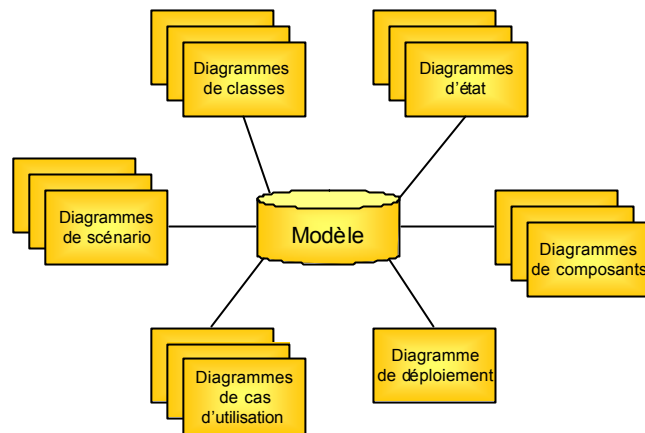 Diagrammes
de classes
Diagrammes
d'état
Diagrammes
de scénario
Modèle
Diagrammes
de composants
Diagrammes
de cas
d'utilisation
Diagramme
de déploiement